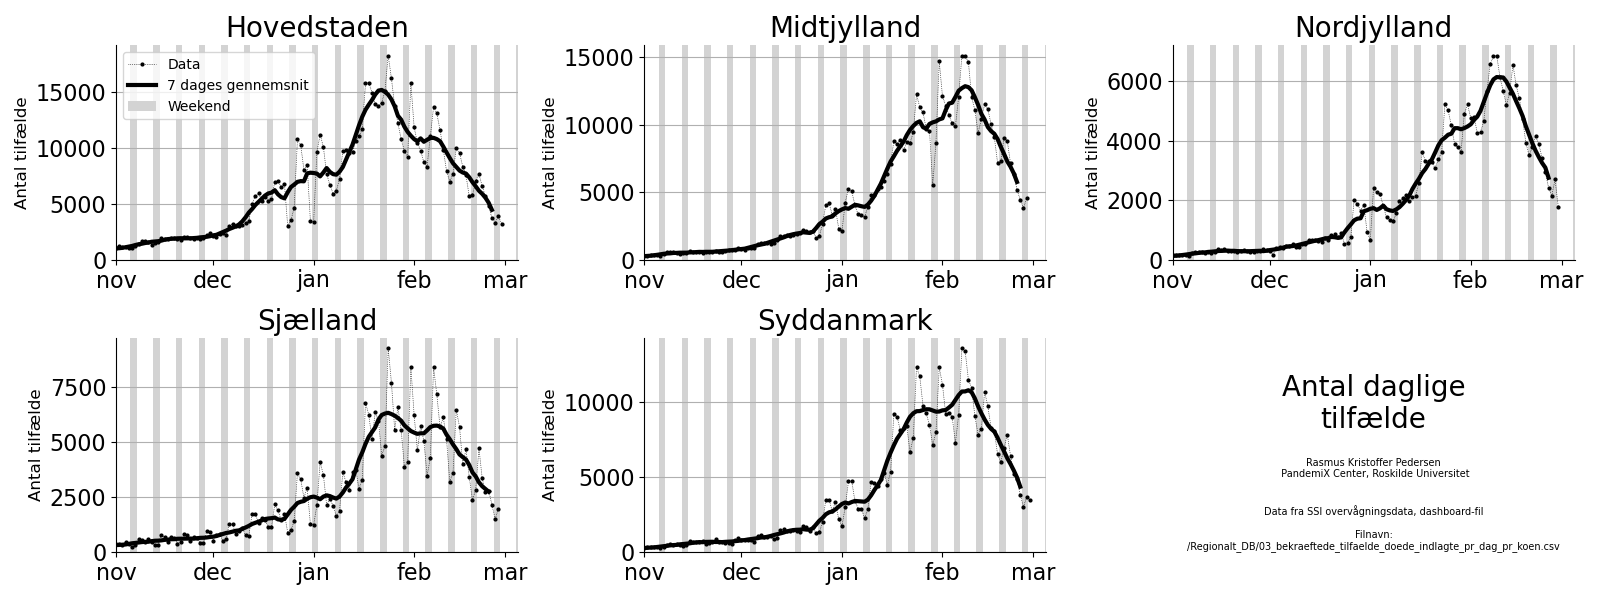 Hovedstaden
Data
7 dages gennemsnit
Weekend
Antal tilfælde
15000
10000
5000
0
nov dec jan feb mar
Midtjylland
Antal tilfælde
15000
10000
5000
0
nov dec jan feb mar
Nordjylland
Antal tilfælde
6000
4000
2000
0
nov dec jan feb mar
Sjælland
Antal tilfælde
7500
5000
2500
0
nov dec jan feb mar
Syddanmark
Antal tilfælde
10000
5000
0
nov dec jan feb mar
Antal daglige
tilfælde
Rasmus Kristoffer Pedersen
PandemiX Center, Roskilde Universitet
Data fra SSI overvågningsdata, dashboard-fil
Filnavn:
/Regionalt_DB/03_bekraeftede_tilfaelde_doede_indlagte_pr_dag_pr_koen.csv